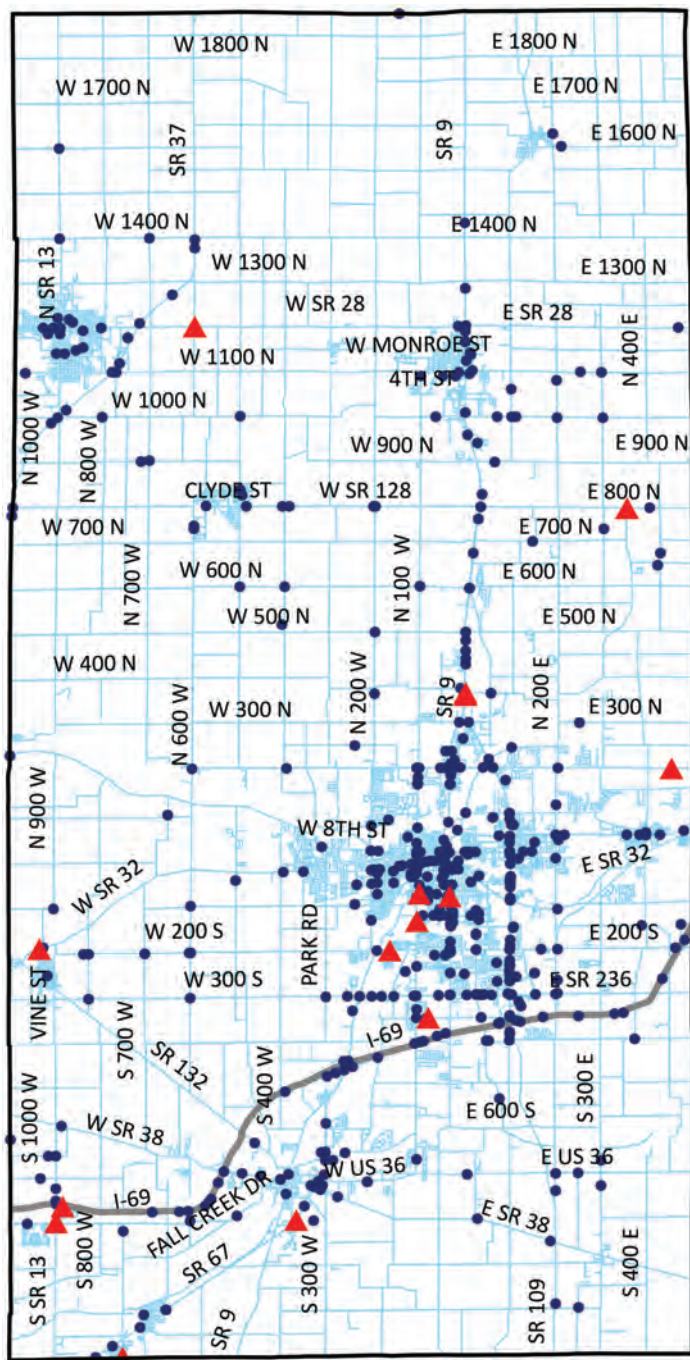 W 1800 N
E 1800 N
W 1700 N
E 1700 N
E 1600 N
SR 37
SR 9
W 1400 N
E 1400 N
N SR 13
W 1300 N
E 1300 N
W SR 28
E SR 28
W MONROE ST
N 400 E
W 1100 N
4TH ST
W 1000 N
N 1000 W
N 800 W
W 900 N
E 900 N
CLYDE ST
W SR 128
E 800 N
W 700 N
E 700 N
N 700 W
N 100 W
W 600 N
E 600 N
W 500 N
E 500 N
W 400 N
N 600 W
N 200 W
SR 9
N 200 E
W 300 N
E 300 N
N 900 W
W 8TH ST
E SR 32
W SR 32
PARK RD
W 200 S
E 200 S
VINE ST
W 300 S
E SR 236
S 700 W
I-69
SR 132
S 400 W
S 300 E
S 1000 W
W SR 38
E 600 S
W US 36
E US 36
I-69
FALL CREEK DR
E SR 38
S SR 13
S 800 W
SR 67
S 300 W
S 400 E
SR 9
SR 109